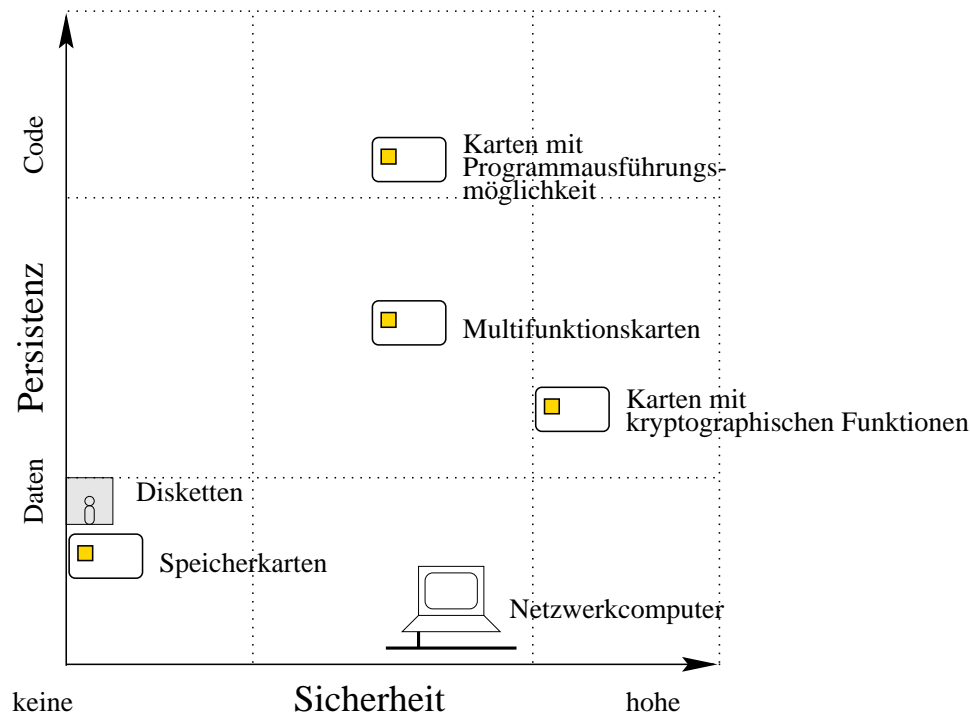 Code
Karten mit
Programmausführungs-
möglichkeit
Persistenz
Multifunktionskarten
Karten mit
kryptographischen Funktionen
Daten
Disketten
Speicherkarten
Netzwerkcomputer
keine
Sicherheit
hohe